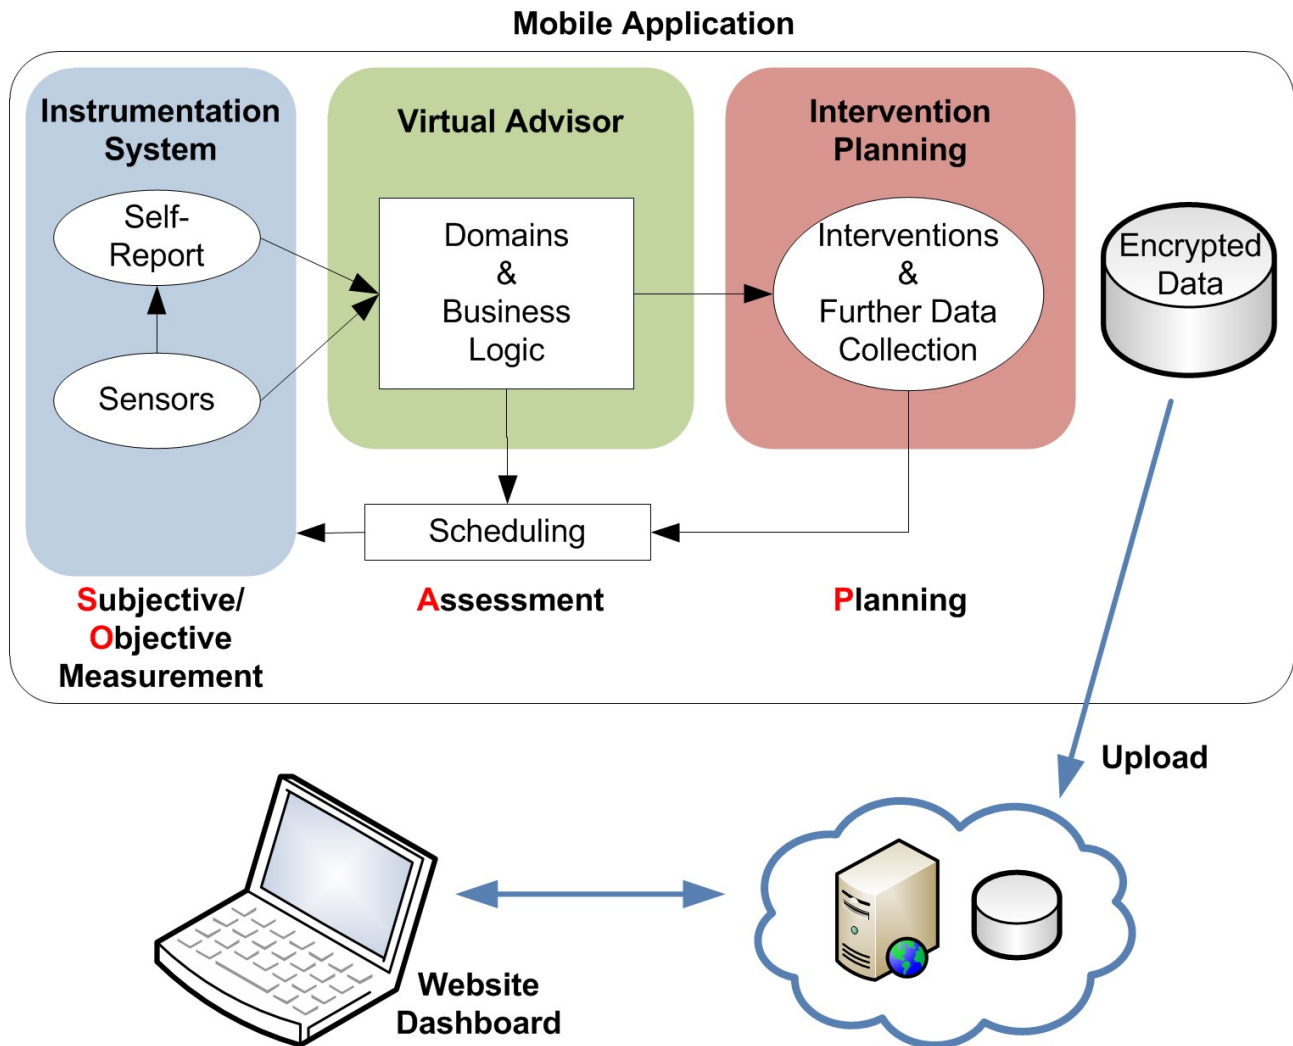 Mobile Application
Instrumentation
System
Self-
Report
Sensors
Virtual Advisor
Domains
&
Business
Logic
Intervention
Planning
Interventions
&
Further Data
Collection
Encrypted
Data
Scheduling
Subjective/
Objective
Measurement
Assessment
Planning
Upload
Website
Dashboard